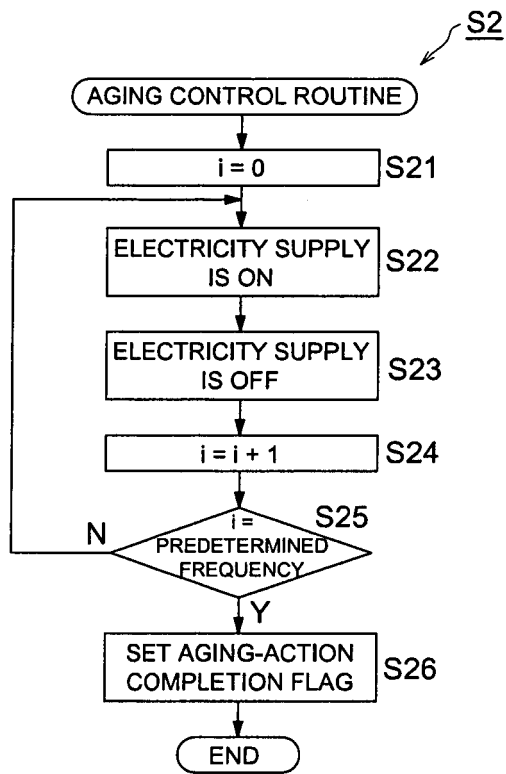 S2
AGING CONTROL ROUTINE
i = 0
S21
ELECTRICITY SUPPLY
IS ON
S22
ELECTRICITY SUPPLY
IS OFF
S23
i = i + 1
S24
S25
i =
PREDETERMINED
FREQUENCY
N
Y
SET AGING-ACTION
COMPLETION FLAG
S26
END